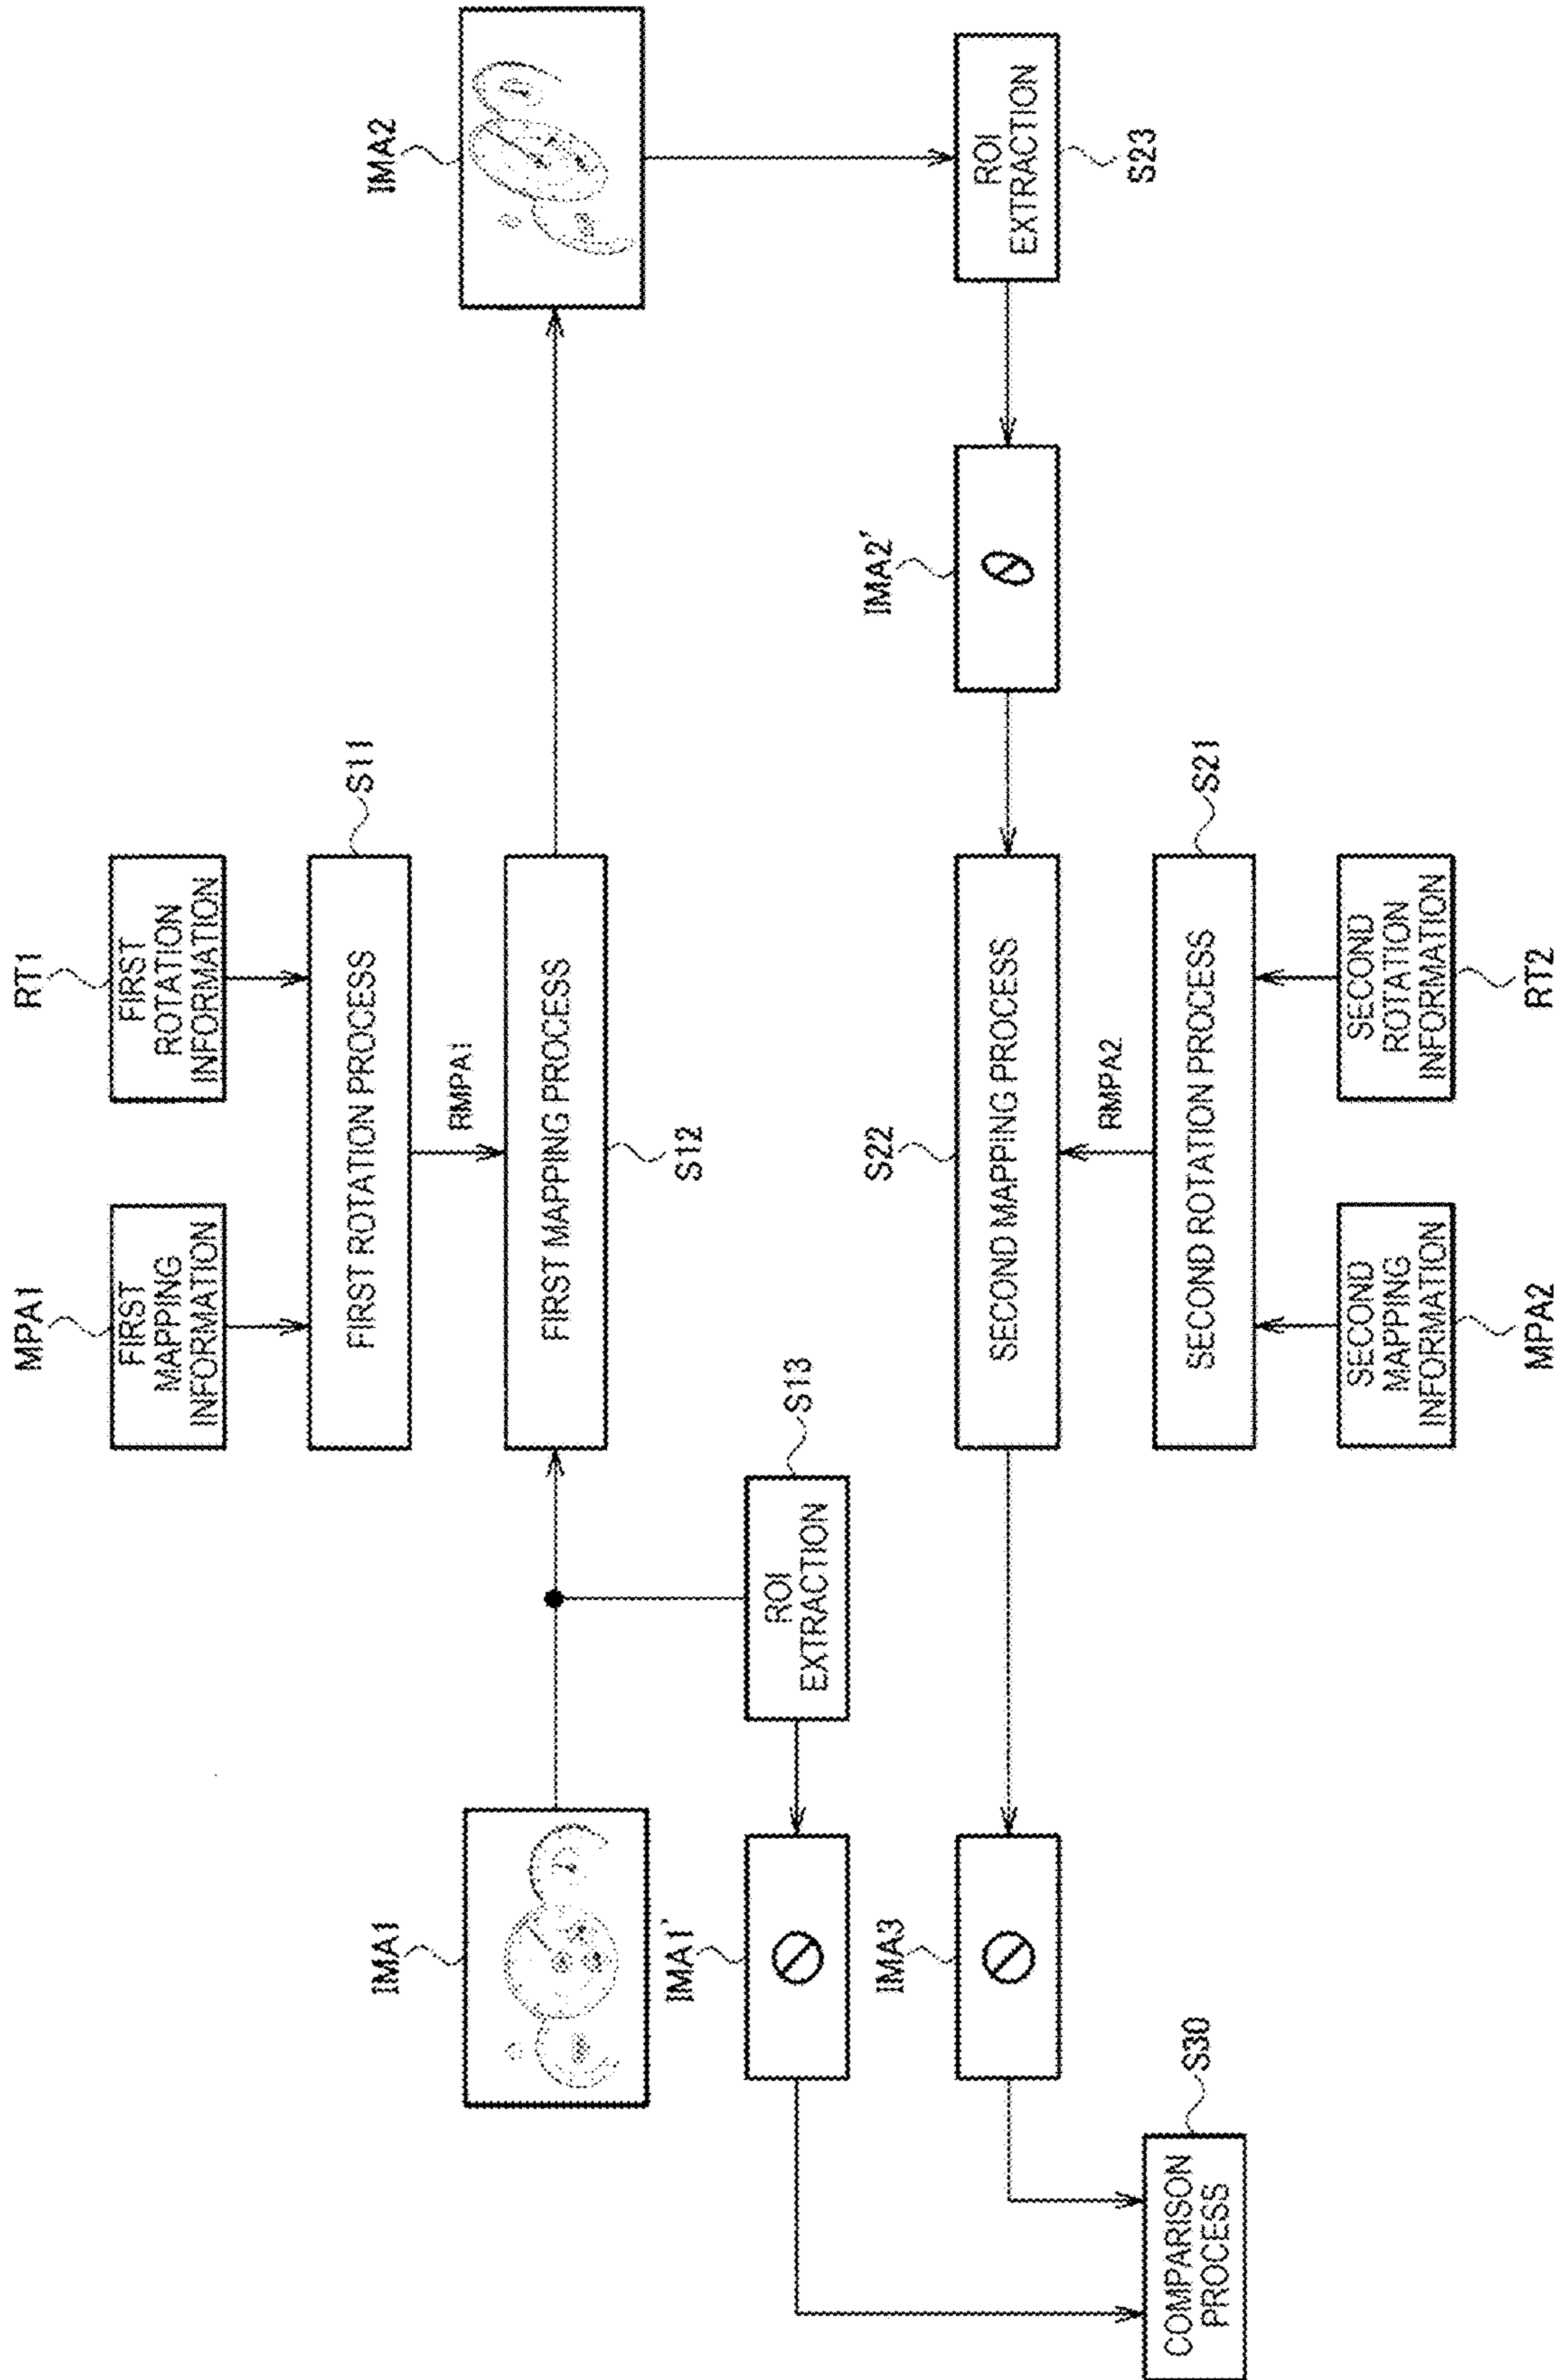 MPA1
RT1
FIRST
MAPPING
INFORMATION
FIRST
ROTATION
INFORMATION
FIRST ROTATION PROCESS
S11
RMPA1
IMA1
FIRST MAPPING PROCESS
S12
IMA2
IMA1'
ROI
EXTRACTION
S13
IMA3
S22
SECOND MAPPING PROCESS
IMA2'
ROI
EXTRACTION
S23
RMPA2
COMPARISON
PROCESS
S30
SECOND ROTATION PROCESS
S21
SECOND
MAPPING
INFORMATION
SECOND
ROTATION
INFORMATION
MPA2
RT2